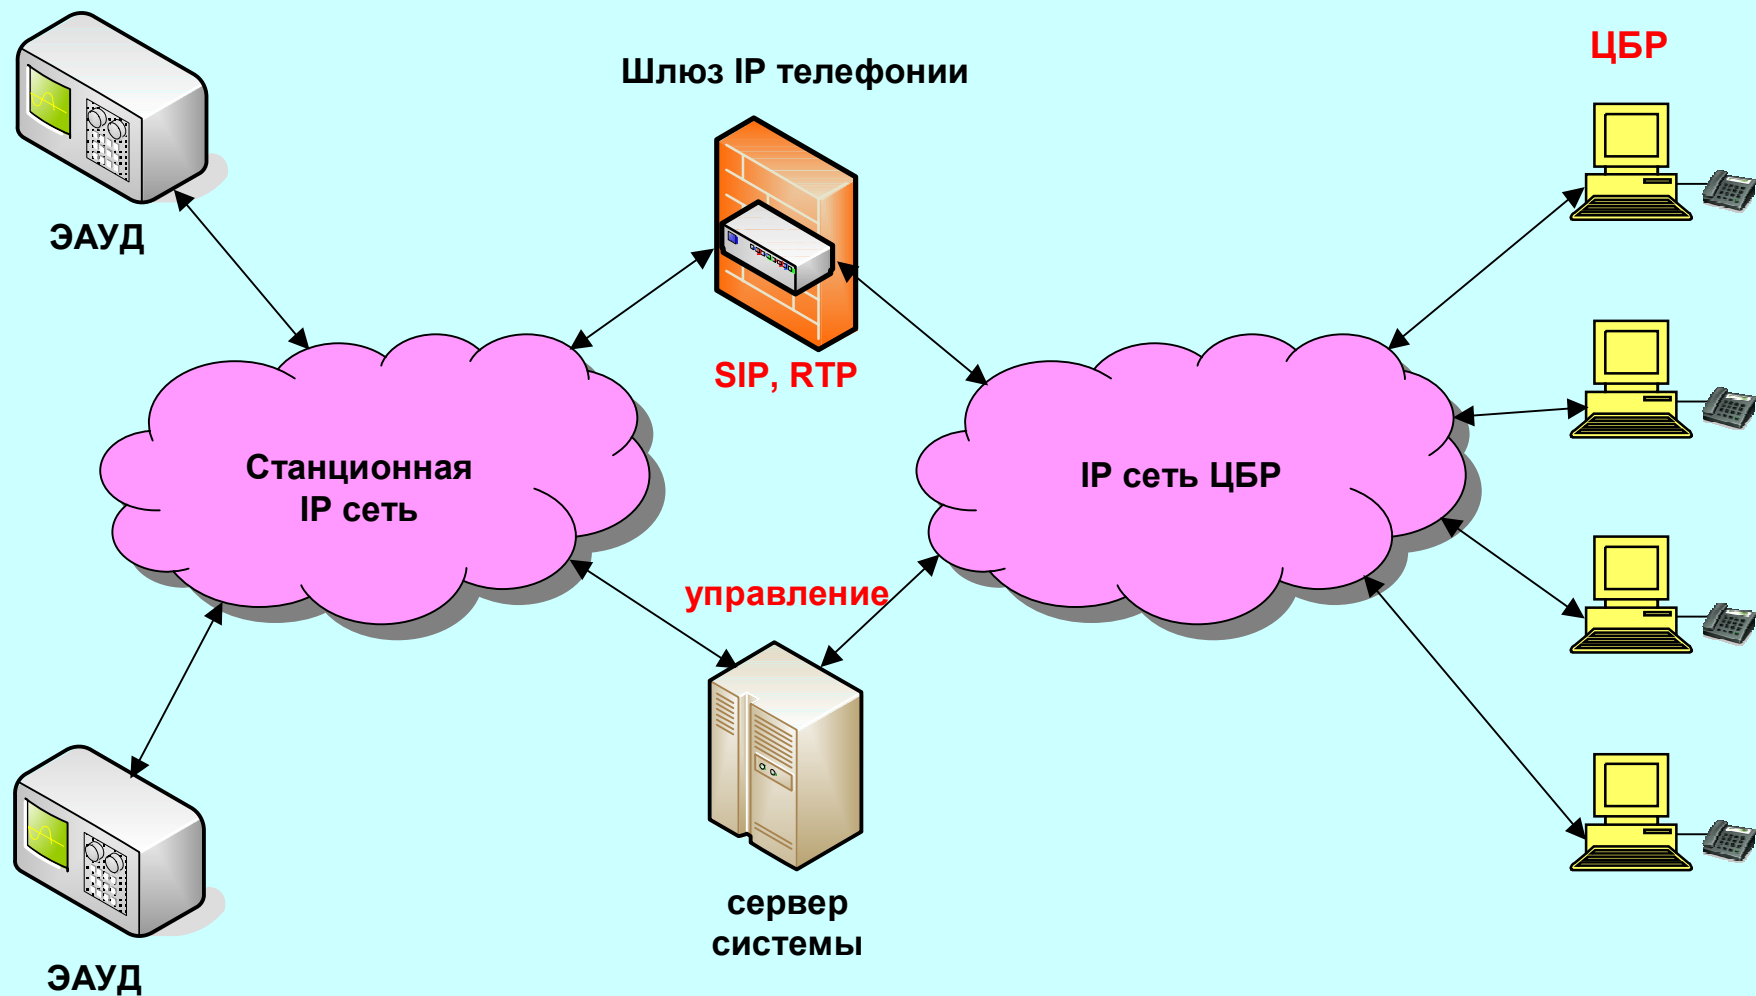 ЦБР
Шлюз IP телефонии
ЭАУД
SIP, RTP
Станционная
IP сеть
IP сеть ЦБР
управление
сервер
системы
ЭАУД